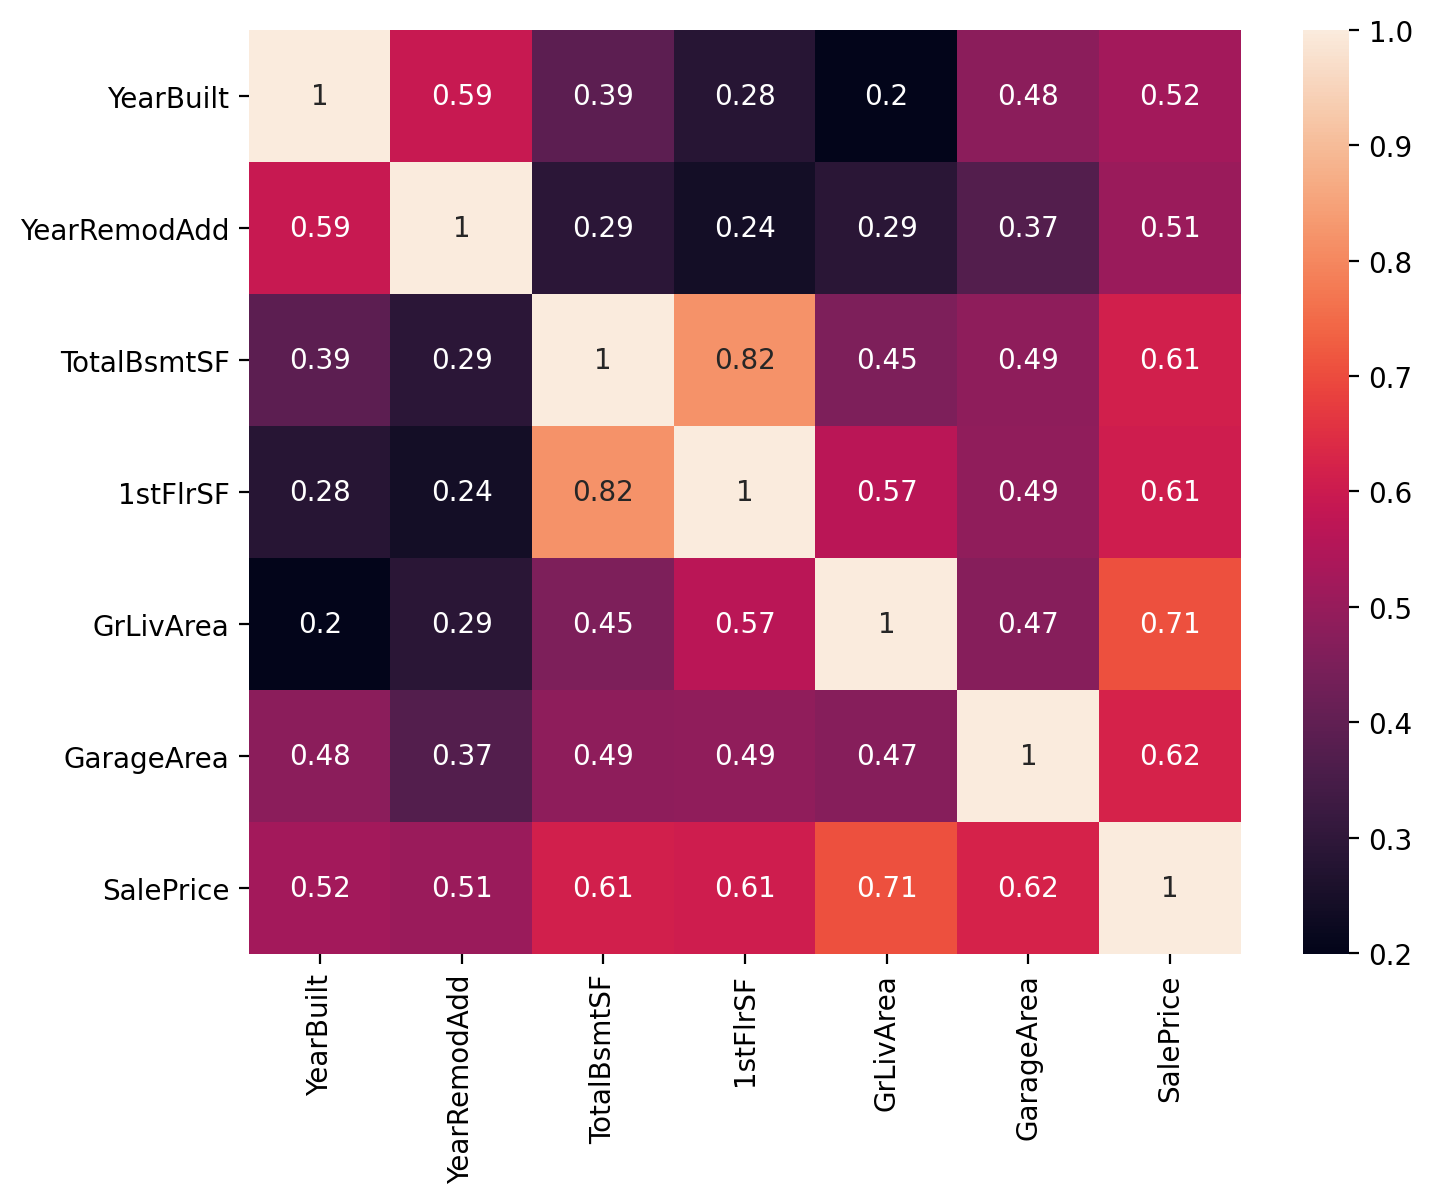 YearBuilt 1 0.59 0.39 0.28 0.2 0.48 0.52
YearRemodAdd 0.59 1 0.29 0.24 0.29 0.37 0.51
TotalBsmtSF 0.39 0.29 1 0.82 0.45 0.49 0.61
1stFlrSF 0.28 0.24 0.82 1 0.57 0.49 0.61
GrLivArea 0.2 0.29 0.45 0.57 1 0.47 0.71
GarageArea 0.48 0.37 0.49 0.49 0.47 1 0.62
SalePrice 0.52 0.51 0.61 0.61 0.71 0.62 1
YearBuilt
YearRemodAdd
TotalBsmtSF
1stFlrSF
GrLivArea
GarageArea
SalePrice
1.0
0.9
0.8
0.7
0.6
0.5
0.4
0.3
0.2